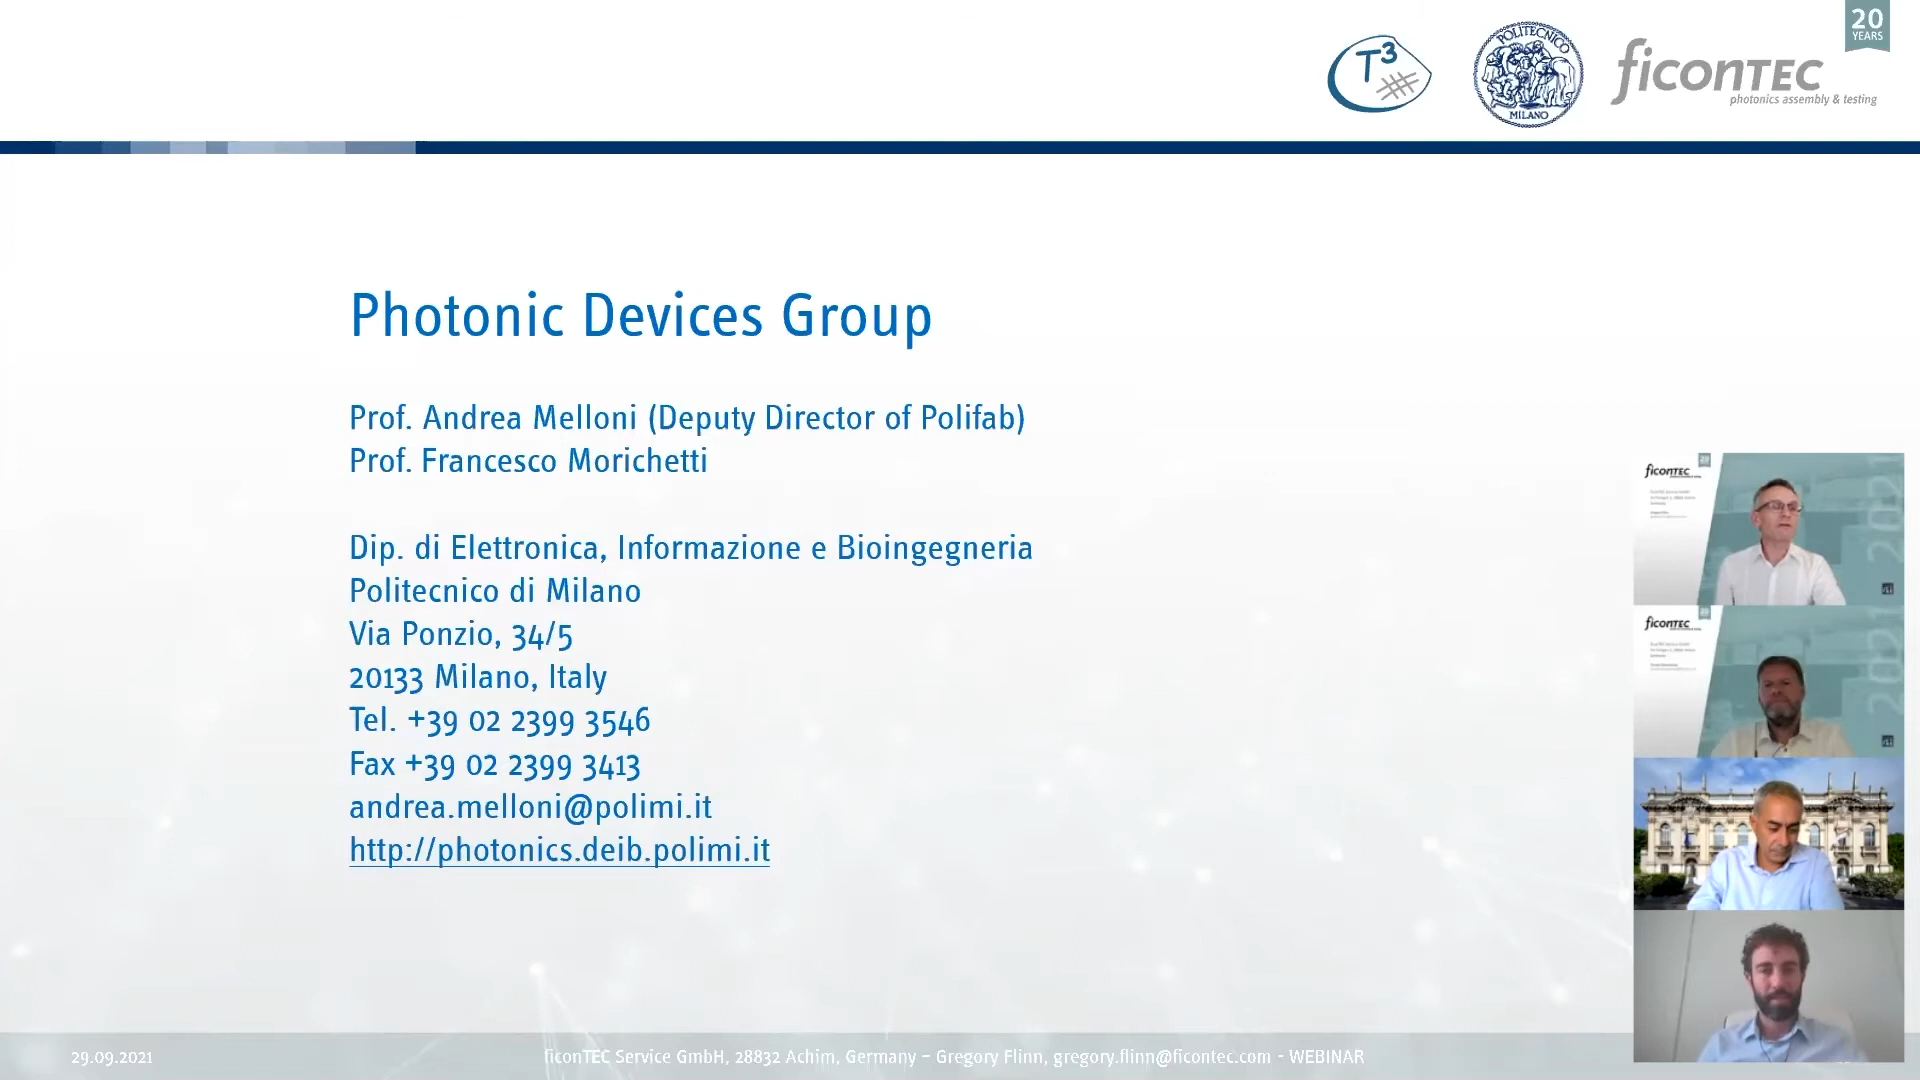 20
YEARS
T³
POLITECNICO
MILANO
ficonTEC
photonics assembly & testing
Photonic Devices Group
Prof. Andrea Melloni (Deputy Director of Polifab)
Prof. Francesco Morichetti
Dip. di Elettronica, Informazione e Bioingegneria
Politecnico di Milano
Via Ponzio, 34/5
20133 Milano, Italy
Tel. +39 02 2399 3546
Fax +39 02 2399 3413
andrea.melloni@polimi.it
http://photonics.deib.polimi.it
ficonTEC
2021
ficonTEC
2021
29.09.2021
ficonTEC Service GmbH, 28832 Achim, Germany – Gregory Flinn, gregory.flinn@ficontec.com - WEBINAR